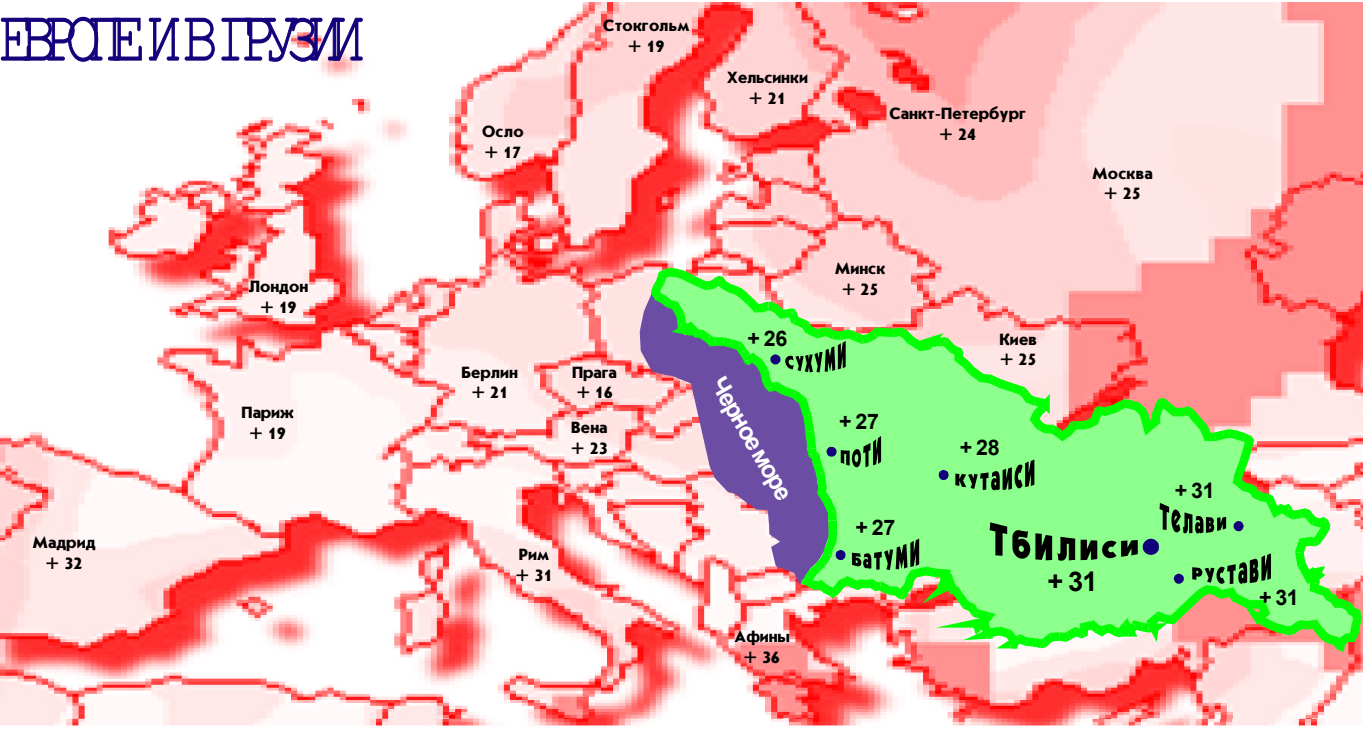 ЕВРОПЕ И В ГРУЗИИ
Стокгольм
+ 19
Хельсинки
+ 21
Осло
+ 17
Санкт-Петербург
+ 24
Москва
+ 25
Лондон
+ 19
Минск
+ 25
Киев
+ 25
+ 26
СУХУМИ
Берлин
+ 21
Прага
+ 16
Париж
+ 19
Вена
+ 23
Черное море
+ 27
ПОТИ
+ 28
КУТАИСИ
+ 31
Телави
+ 27
БАТУМИ
Тбилиси
+ 31
РУСТАВИ
+ 31
Мадрид
+ 32
Рим
+ 31
Афины
+ 36